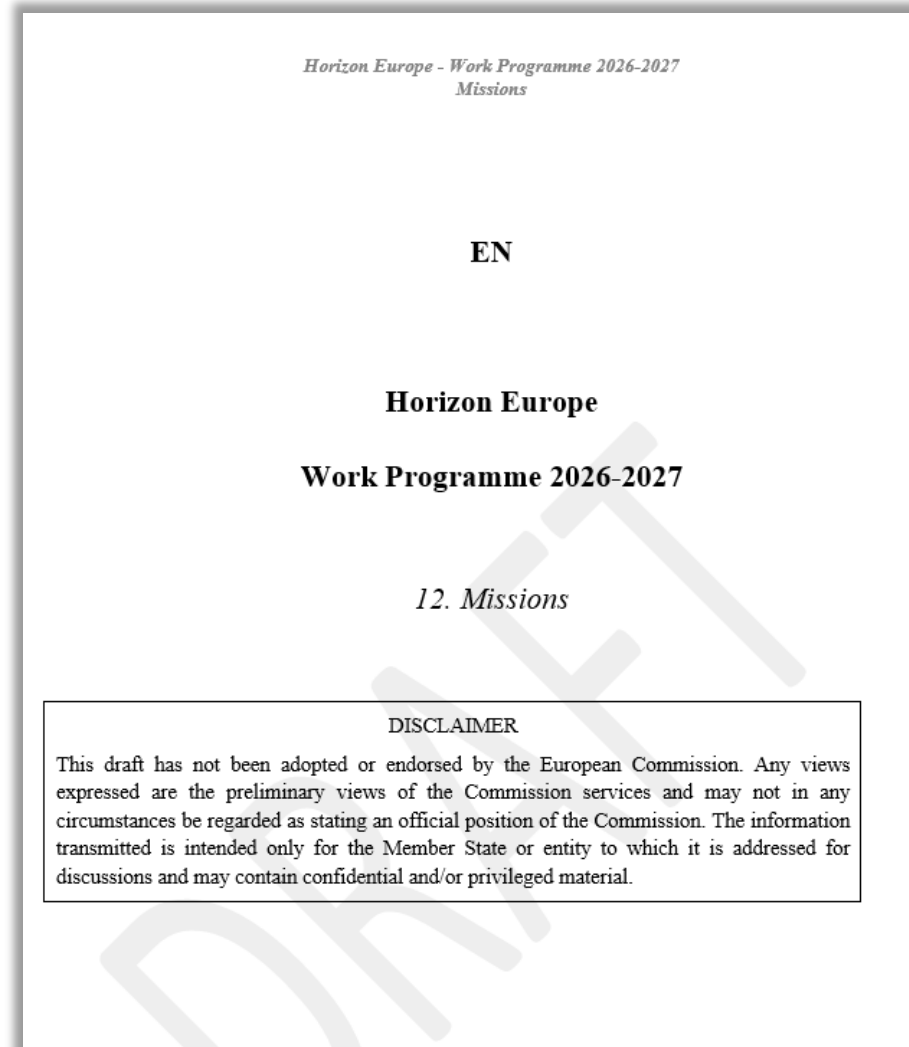 Horizon Europe - Work Programme 2026-2027
Missions
EN
Horizon Europe
Work Programme 2026-2027
12. Missions
DISCLAIMER
This draft has not been adopted or endorsed by the European Commission. Any views
expressed are the preliminary views of the Commission services and may not in any
circumstances be regarded as stating an official position of the Commission. The information
transmitted is intended only for the Member State or entity to which it is addressed for
discussions and may contain confidential and/or privileged material.
DRAFT